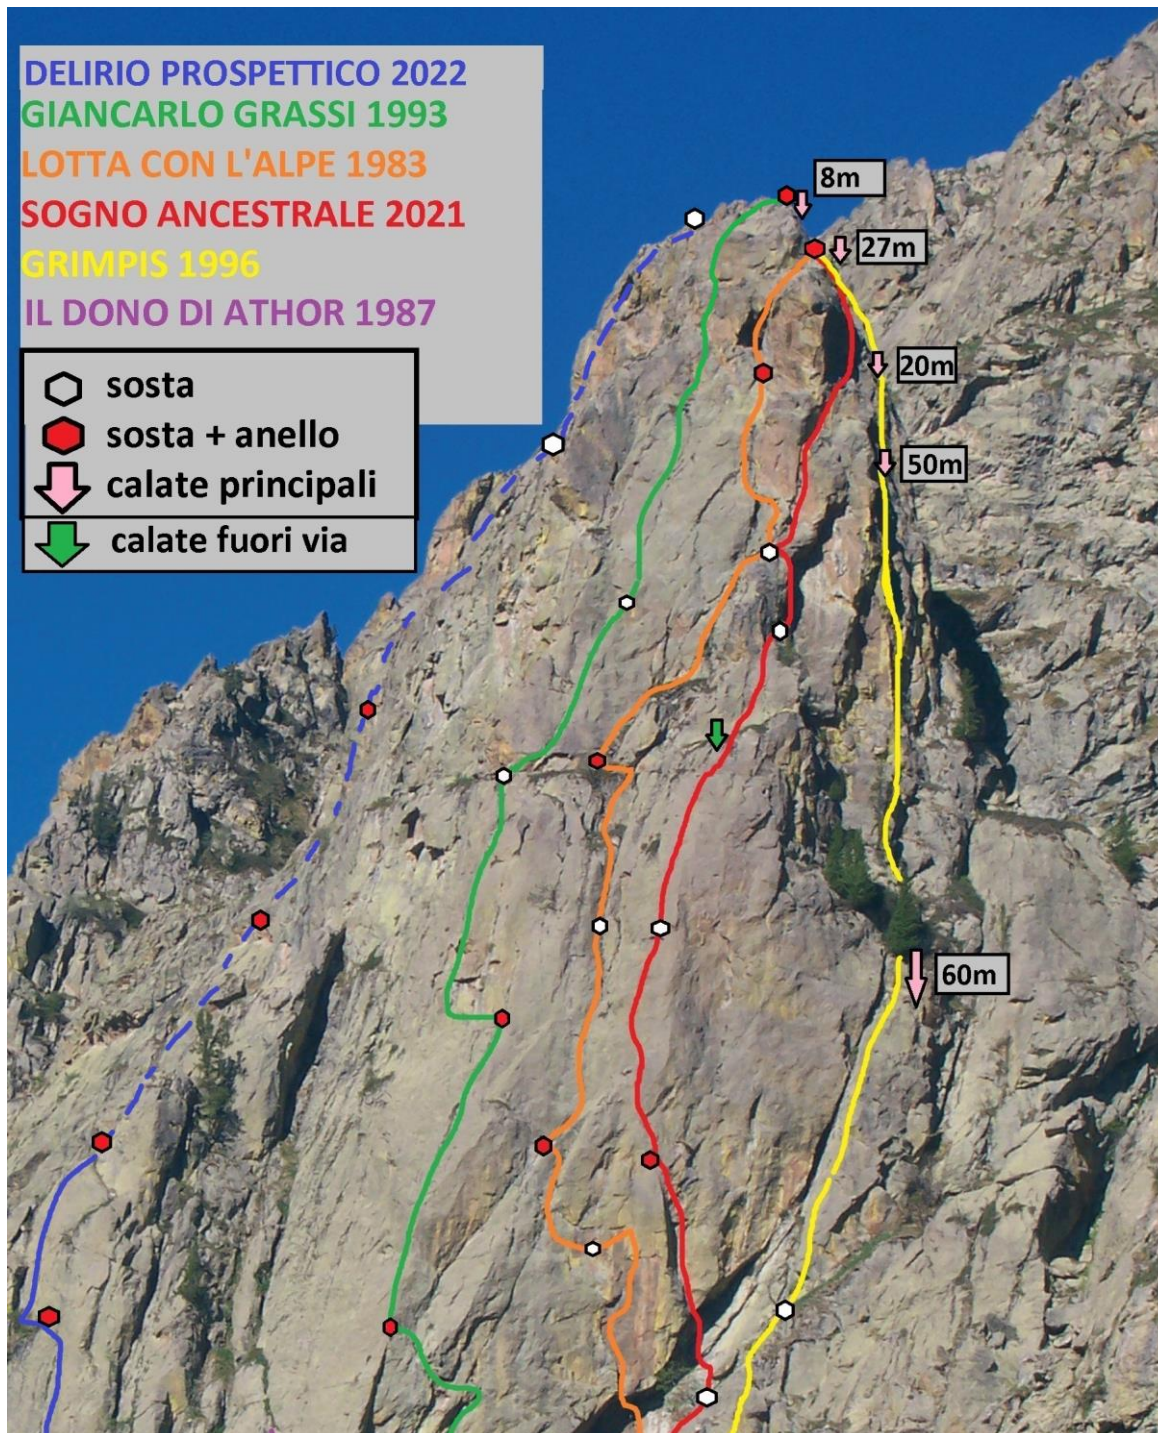 DELIRIO PROSPETTICO 2022
GIANCARLO GRASSI 1993
LOTTA CON L'ALPE 1983
SOGNO ANCESTRALE 2021
GRIMPIS 1996
IL DONO DI ATHOR 1987
sosta
sosta + anello
calate principali
calate fuori via
8m
27m
20m
50m
60m